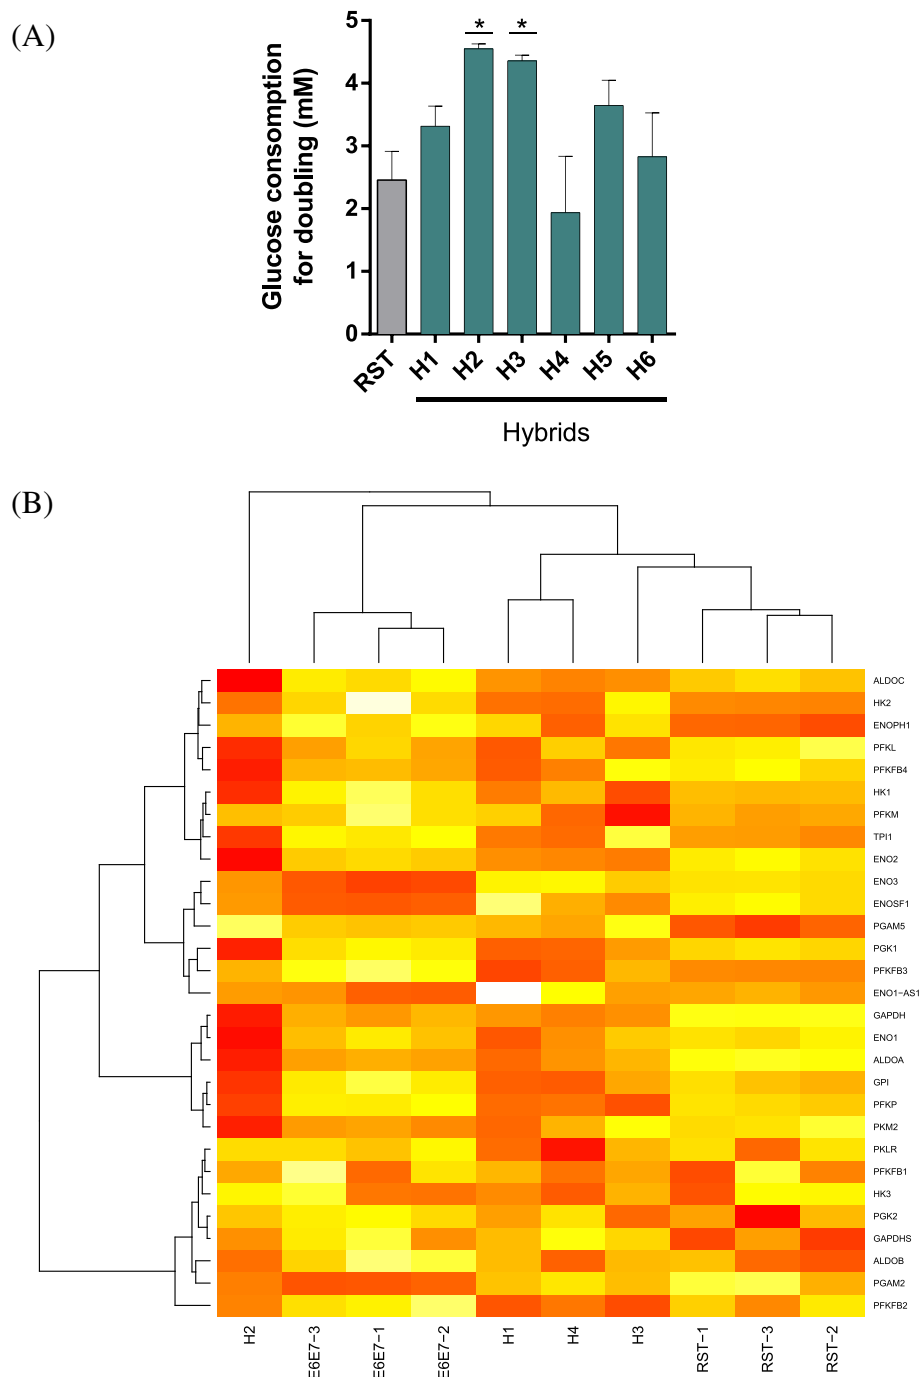 (A)
Glucose consomption
for doubling (mM)
5
4
3
2
1
0
* *
RST H1 H2 H3 H4 H5 H6
Hybrids
(B)
ALDOC
HK2
ENOPH1
PFKL
PFKFB4
HK1
PFKM
TPI1
ENO2
ENO3
ENOSF1
PGAM5
PGK1
PFKFB3
ENO1-AS1
GAPDH
ENO1
ALDOA
GPI
PFKP
PKM2
PKLR
PFKFB1
HK3
PGK2
GAPDHS
ALDOB
PGAM2
PFKFB2
H2 E6E7-3 E6E7-1 E6E7-2 H1 H4 H3 RST-1 RST-3 RST-2